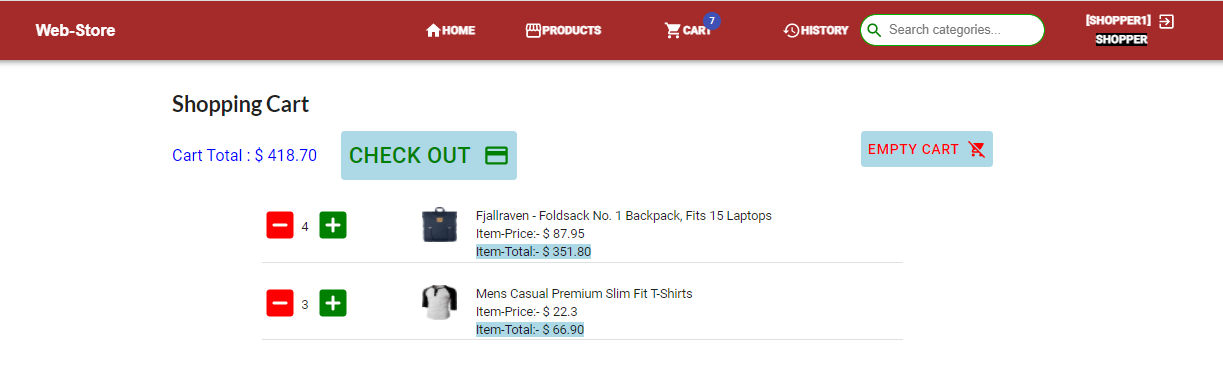 Web-Store
HOME
PRODUCTS
CART
7
HISTORY
Search categories...
[SHOPPER1]
SHOPPER
Shopping Cart
Cart Total : $ 418.70
CHECK OUT
EMPTY CART
4
Fjallraven - Foldsack No. 1 Backpack, Fits 15 Laptops
Item-Price:- $ 87.95
Item-Total:- $ 351.80
3
Mens Casual Premium Slim Fit T-Shirts
Item-Price:- $ 22.3
Item-Total:- $ 66.90